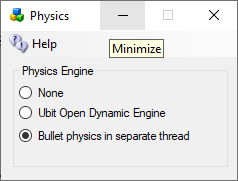 Physics
Help
Minimize
Physics Engine
None
Ubit Open Dynamic Engine
Bullet physics in separate thread